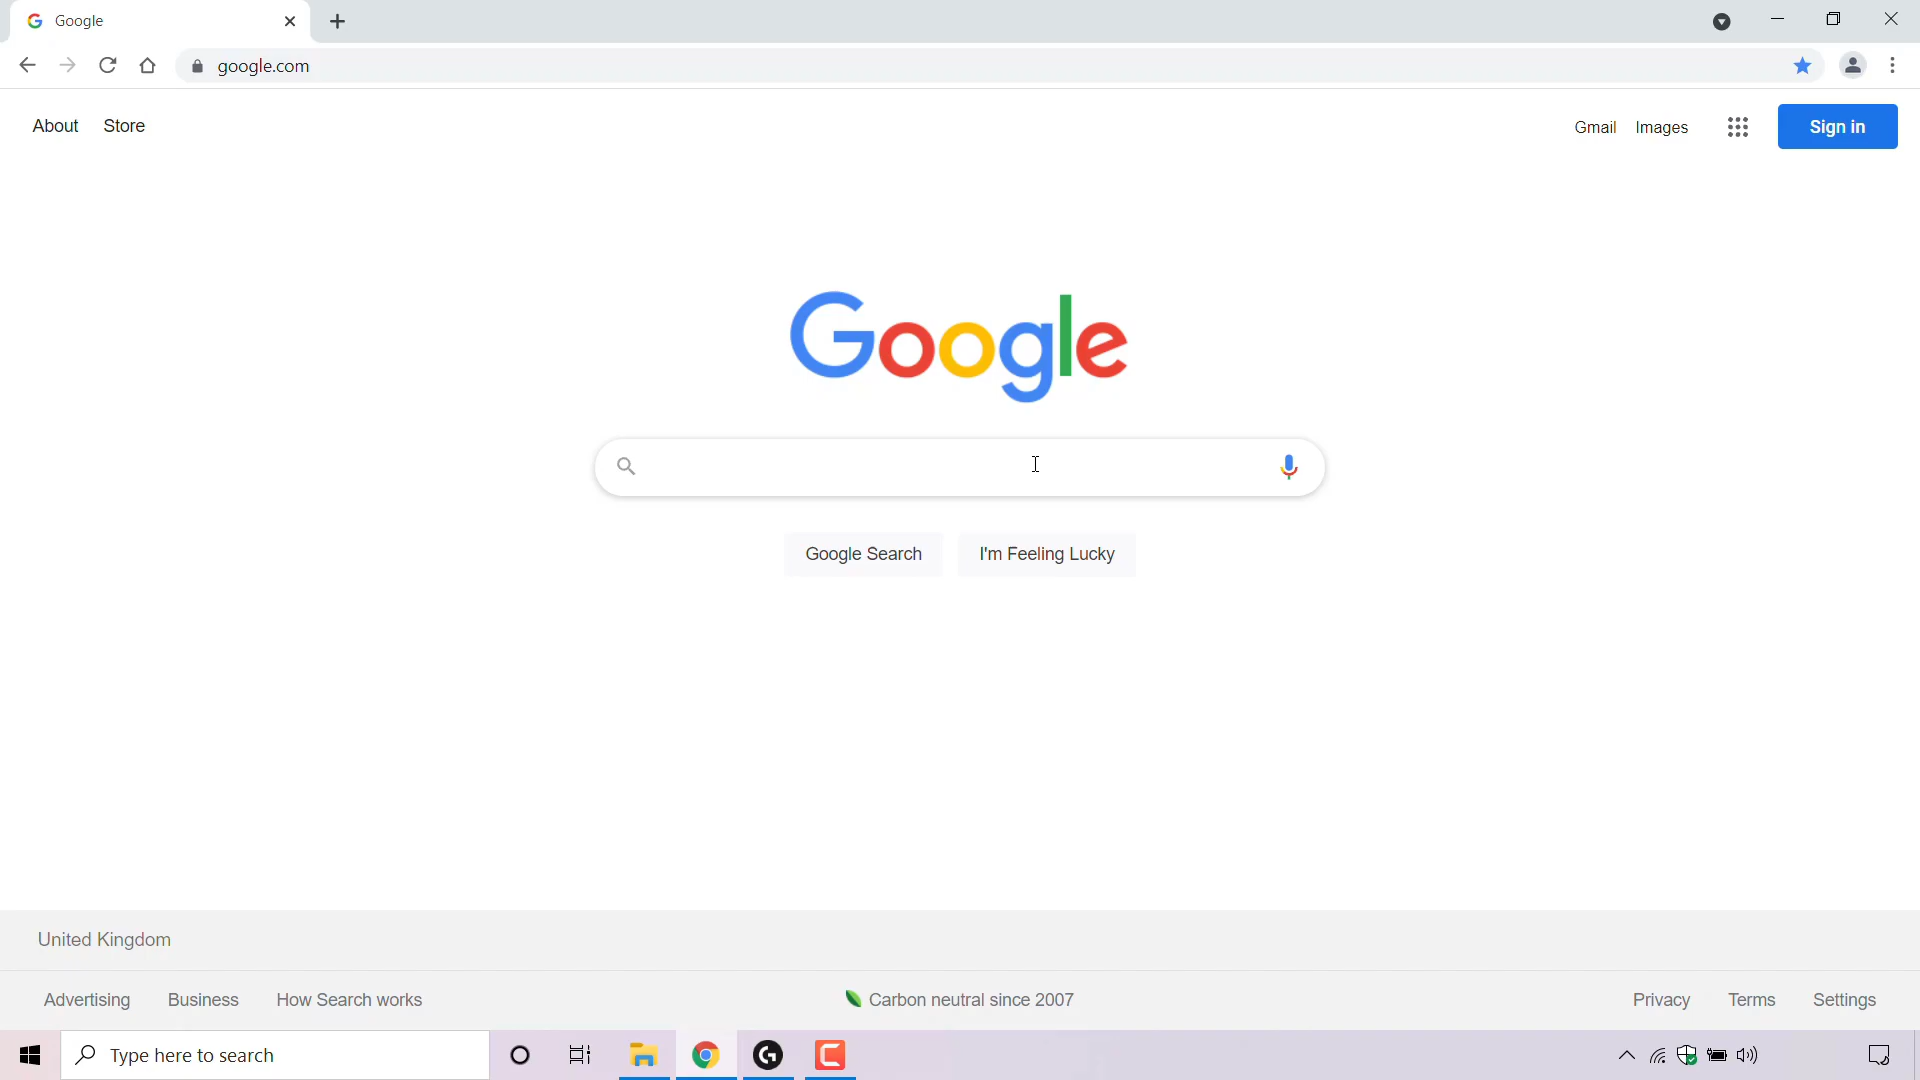 Google
google.com
About Store
Gmail Images Sign in
Google
Google Search I'm Feeling Lucky
United Kingdom
Advertising Business How Search works
Carbon neutral since 2007
Privacy Terms Settings
Type here to search